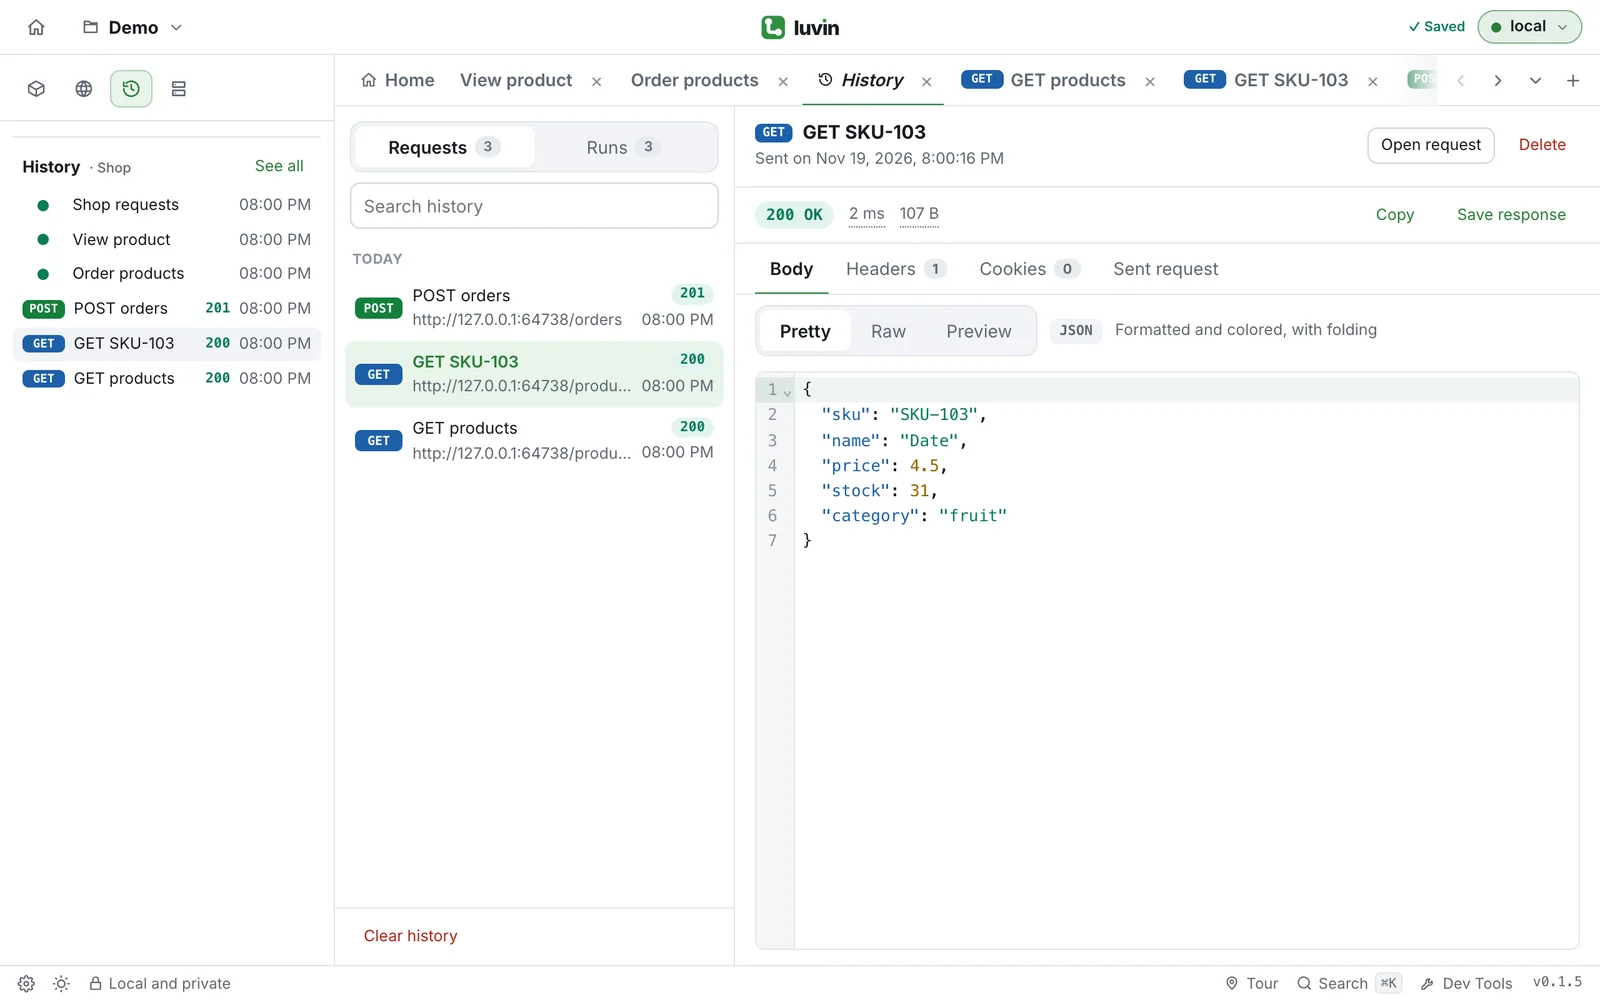 Demo
luvin
Saved
local
Home
View product
Order products
History
GET GET products
GET GET SKU-103
History · Shop
See all
Shop requests 08:00 PM
View product 08:00 PM
Order products 08:00 PM
POST POST orders 201 08:00 PM
GET GET SKU-103 200 08:00 PM
GET GET products 200 08:00 PM
Requests 3
Runs 3
Search history
TODAY
POST POST orders 201
http://127.0.0.1:64738/orders 08:00 PM
GET GET SKU-103 200
http://127.0.0.1:64738/produ... 08:00 PM
GET GET products 200
http://127.0.0.1:64738/produ... 08:00 PM
Clear history
GET GET SKU-103
Sent on Nov 19, 2026, 8:00:16 PM
Open request
Delete
200 OK 2 ms 107 B
Copy
Save response
Body
Headers 1
Cookies 0
Sent request
Pretty
Raw
Preview
JSON
Formatted and colored, with folding
1 {
2 "sku": "SKU-103",
3 "name": "Date",
4 "price": 4.5,
5 "stock": 31,
6 "category": "fruit"
7 }
Local and private
Tour
Search ⌘K
Dev Tools
v0.1.5